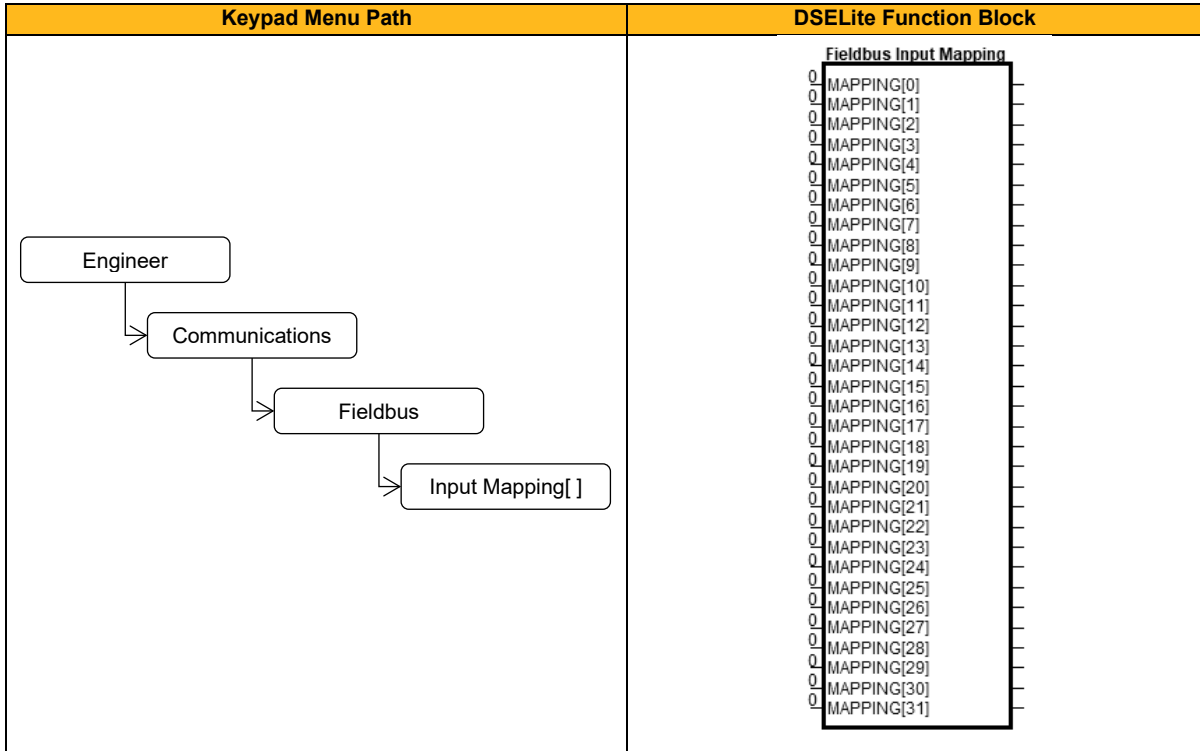 Keypad Menu Path
DSELite Function Block
Engineer
Communications
Fieldbus
Input Mapping[ ]
Fieldbus Input Mapping
0 MAPPING[0]
0 MAPPING[1]
0 MAPPING[2]
0 MAPPING[3]
0 MAPPING[4]
0 MAPPING[5]
0 MAPPING[6]
0 MAPPING[7]
0 MAPPING[8]
0 MAPPING[9]
0 MAPPING[10]
0 MAPPING[11]
0 MAPPING[12]
0 MAPPING[13]
0 MAPPING[14]
0 MAPPING[15]
0 MAPPING[16]
0 MAPPING[17]
0 MAPPING[18]
0 MAPPING[19]
0 MAPPING[20]
0 MAPPING[21]
0 MAPPING[22]
0 MAPPING[23]
0 MAPPING[24]
0 MAPPING[25]
0 MAPPING[26]
0 MAPPING[27]
0 MAPPING[28]
0 MAPPING[29]
0 MAPPING[30]
0 MAPPING[31]